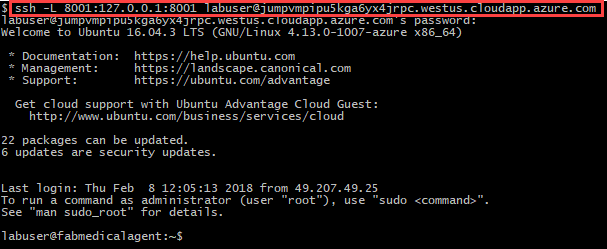 $ ssh -L 8001:127.0.0.1:8001 labuser@jumpvmpipu5kga6yx4jrpc.westus.cloudapp.azure.com
labuser@jumpvmpipu5kga6yx4jrpc.westus.cloudapp.azure.com's password:
Welcome to Ubuntu 16.04.3 LTS (GNU/Linux 4.13.0-1007-azure x86_64)
* Documentation: https://help.ubuntu.com
* Management: https://landscape.canonical.com
* Support: https://ubuntu.com/advantage
Get cloud support with Ubuntu Advantage Cloud Guest:
http://www.ubuntu.com/business/services/cloud
22 packages can be updated.
6 updates are security updates.
Last login: Thu Feb 8 12:05:13 2018 from 49.207.49.25
To run a command as administrator (user "root"), use "sudo <command>".
See "man sudo_root" for details.
labuser@fabmedicalagent:~$